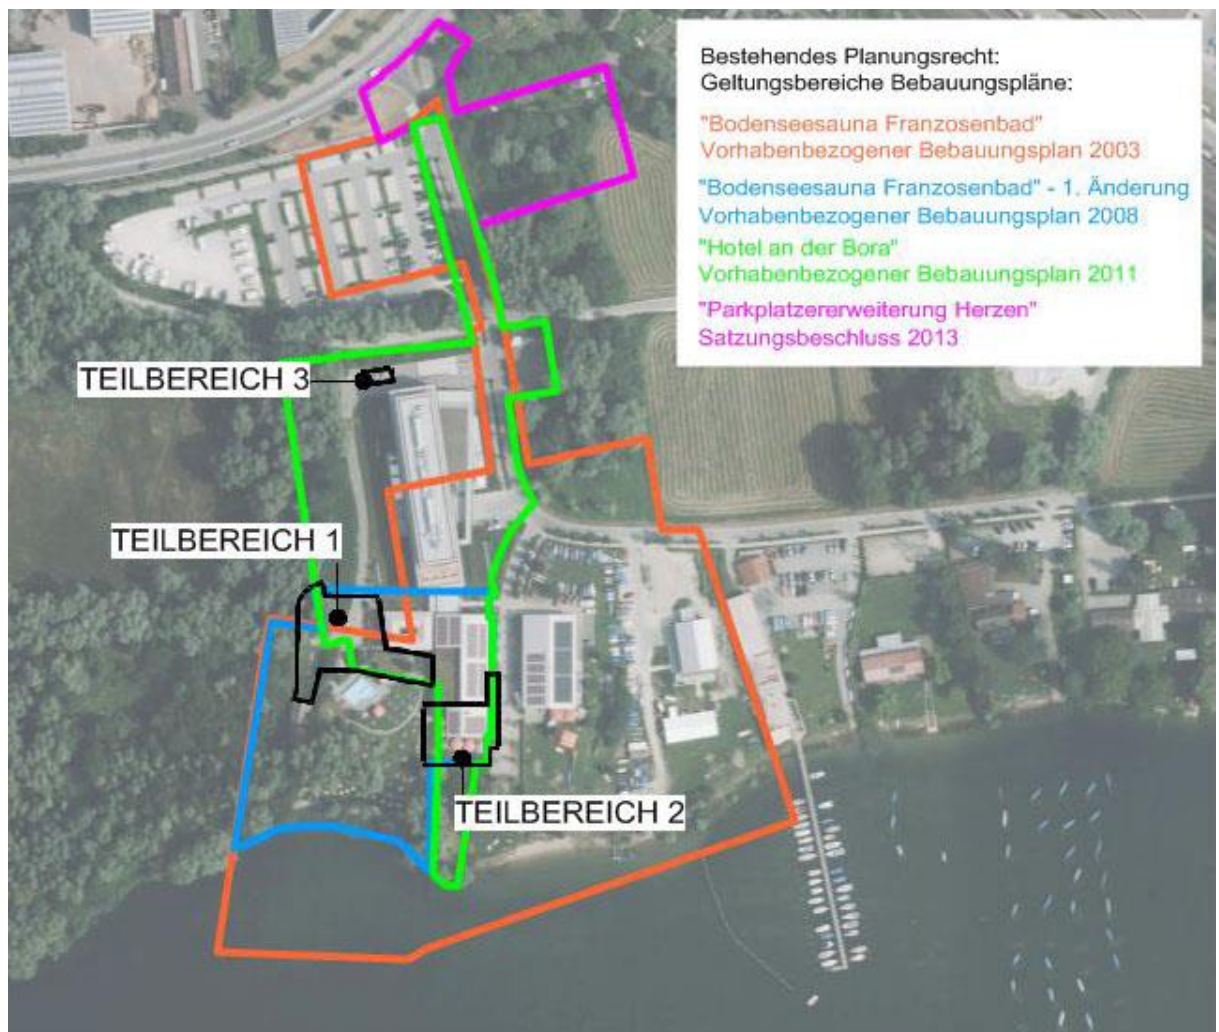 Bestehendes Planungsrecht:
Geltungsbereiche Bebauungspläne:
"Bodenseesauna Franzosenbad"
Vorhabenbezogener Bebauungsplan 2003
"Bodenseesauna Franzosenbad" - 1. Änderung
Vorhabenbezogener Bebauungsplan 2008
"Hotel an der Bora"
Vorhabenbezogener Bebauungsplan 2011
"Parkplatzererweiterung Herzen"
Satzungsbeschluss 2013
TEILBEREICH 3
TEILBEREICH 1
TEILBEREICH 2